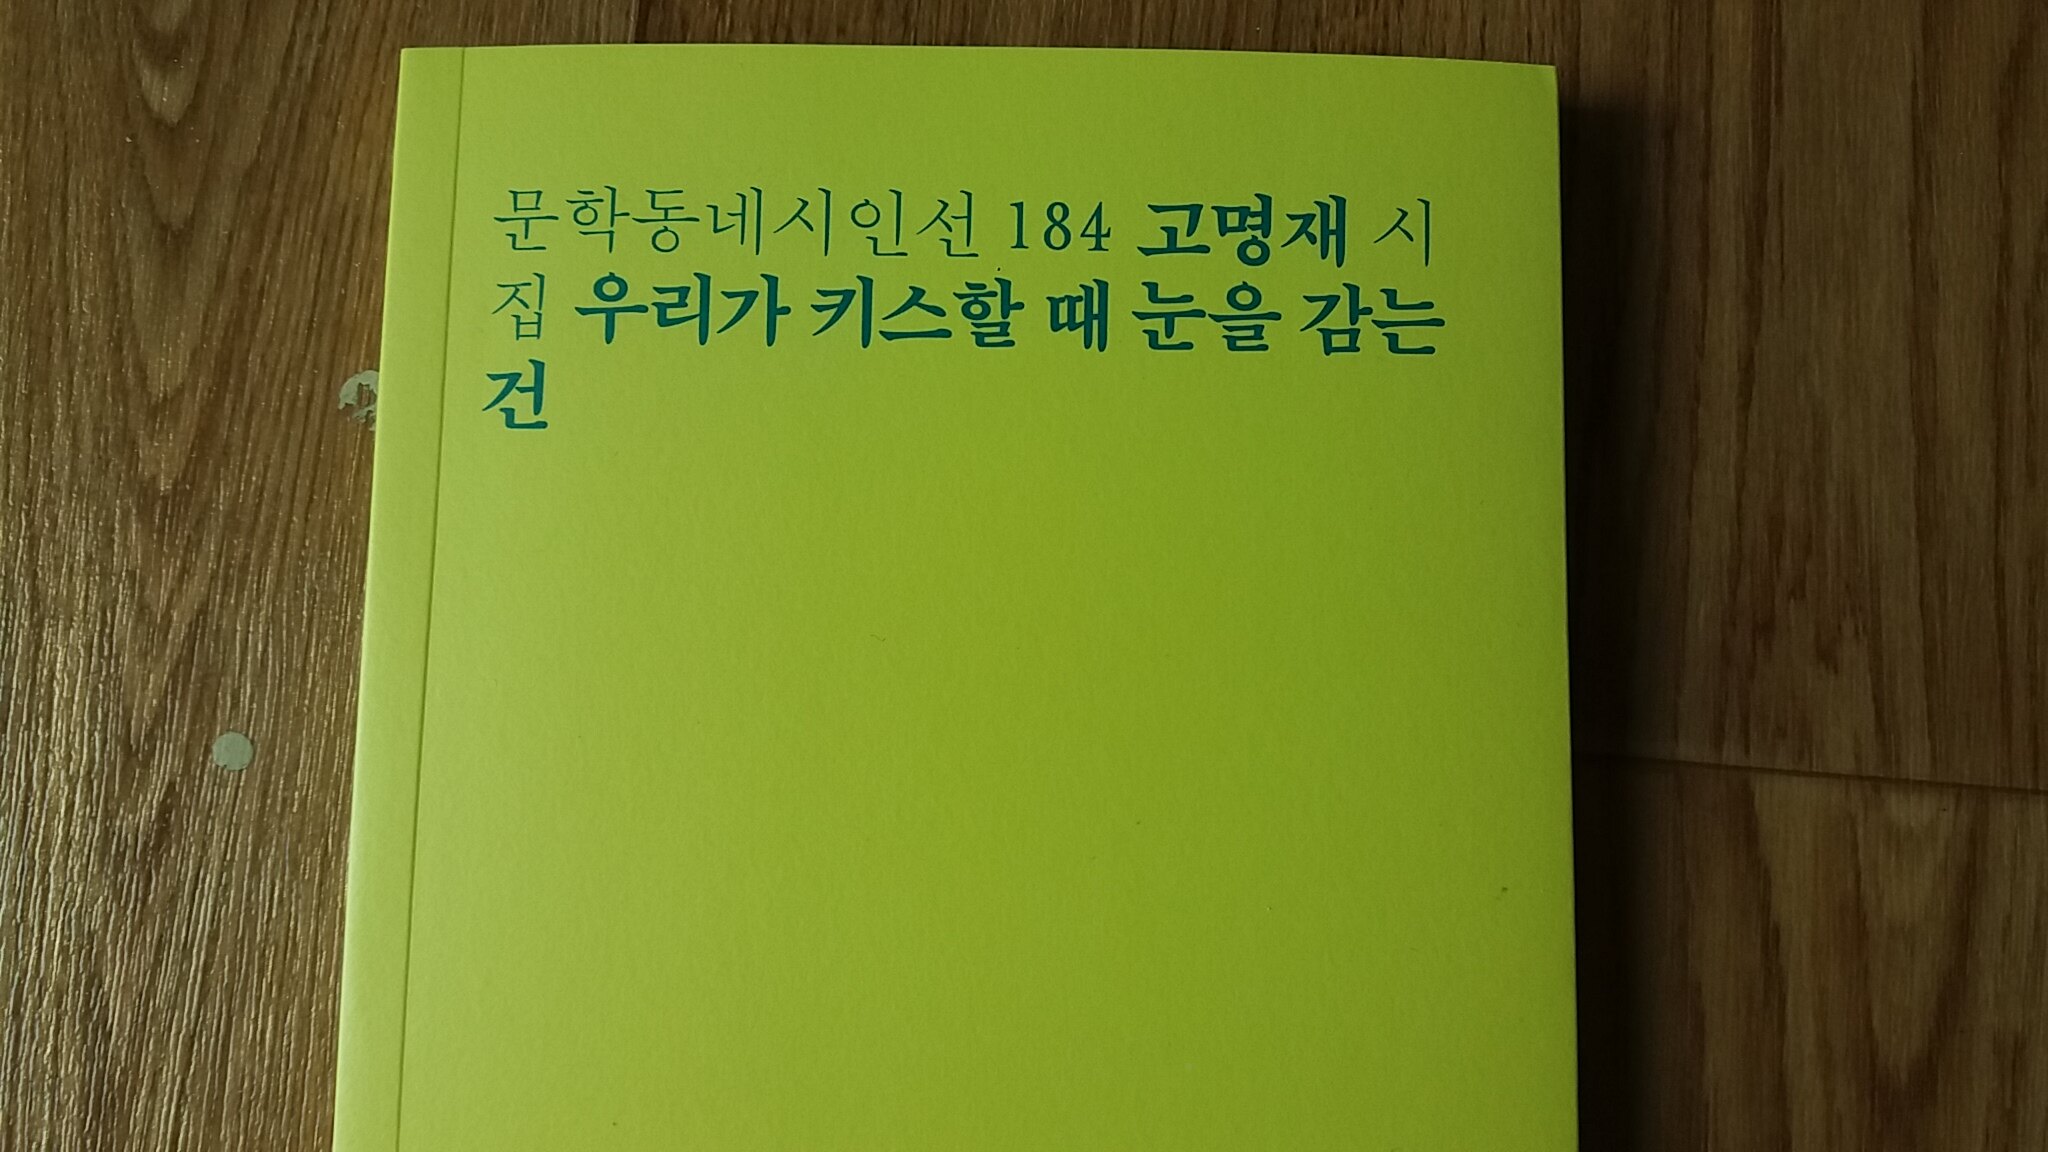 문학동네시인선 184 고명재 시
집 우리가 키스할 때 눈을 감는
건